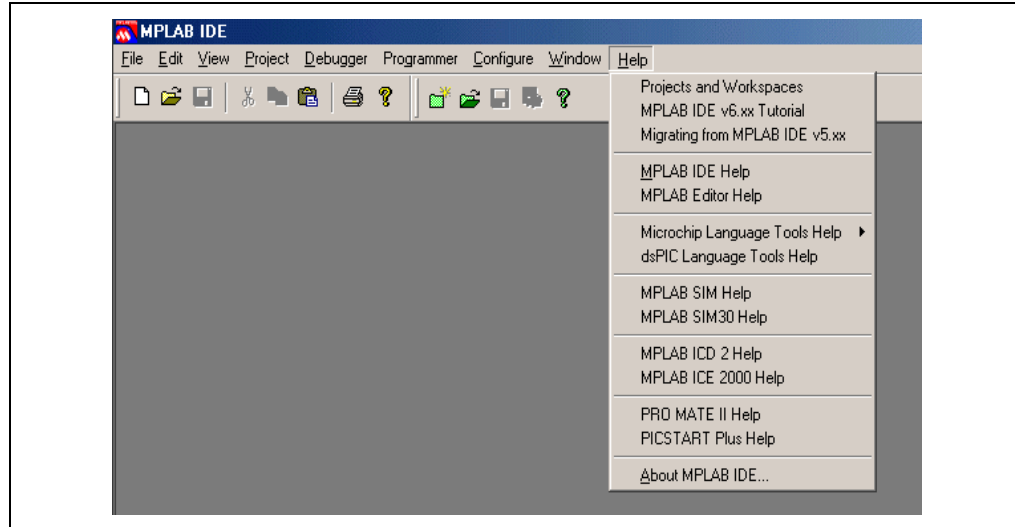 MPLAB IDE
File Edit View Project Debugger Programmer Configure Window Help
Projects and Workspaces
MPLAB IDE v6.xx Tutorial
Migrating from MPLAB IDE v5.xx
MPLAB IDE Help
MPLAB Editor Help
Microchip Language Tools Help
dsPIC Language Tools Help
MPLAB SIM Help
MPLAB SIM30 Help
MPLAB ICD 2 Help
MPLAB ICE 2000 Help
PRO MATE II Help
PICSTART Plus Help
About MPLAB IDE...